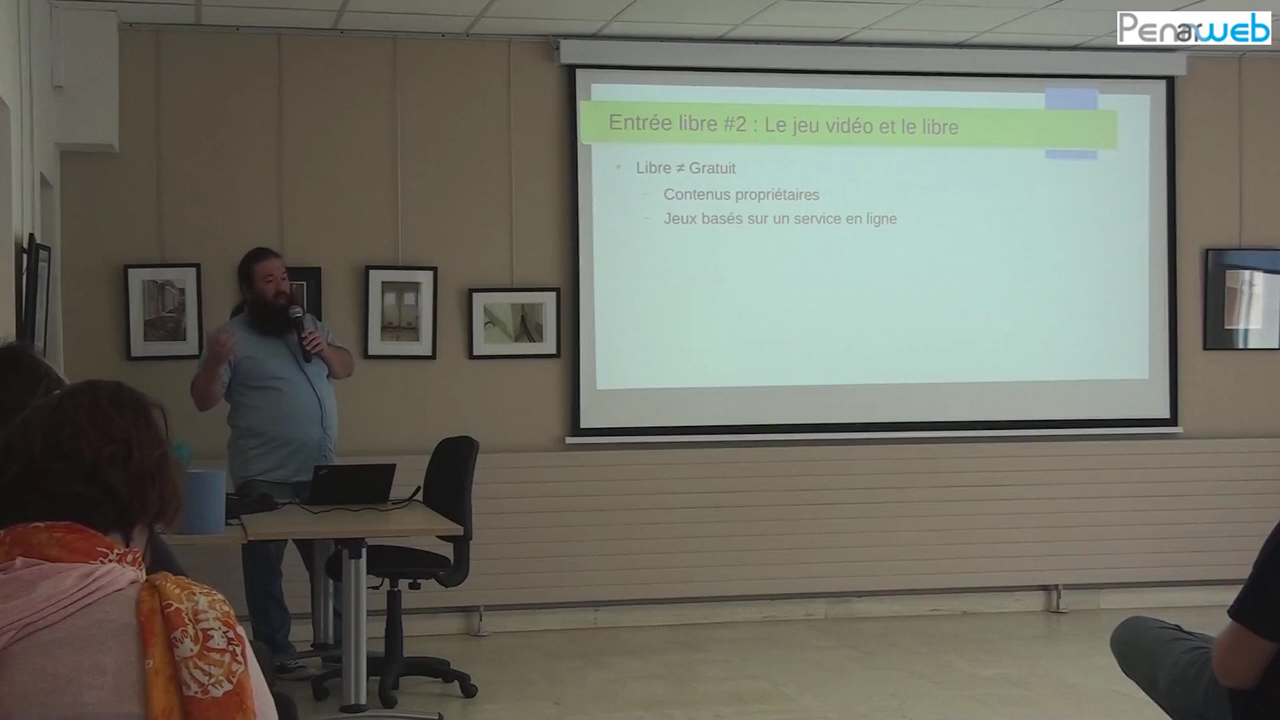 Penarweb
Entrée libre #2 : Le jeu vidéo et le libre
Libre ≠ Gratuit
Contenus propriétaires
Jeux basés sur un service en ligne